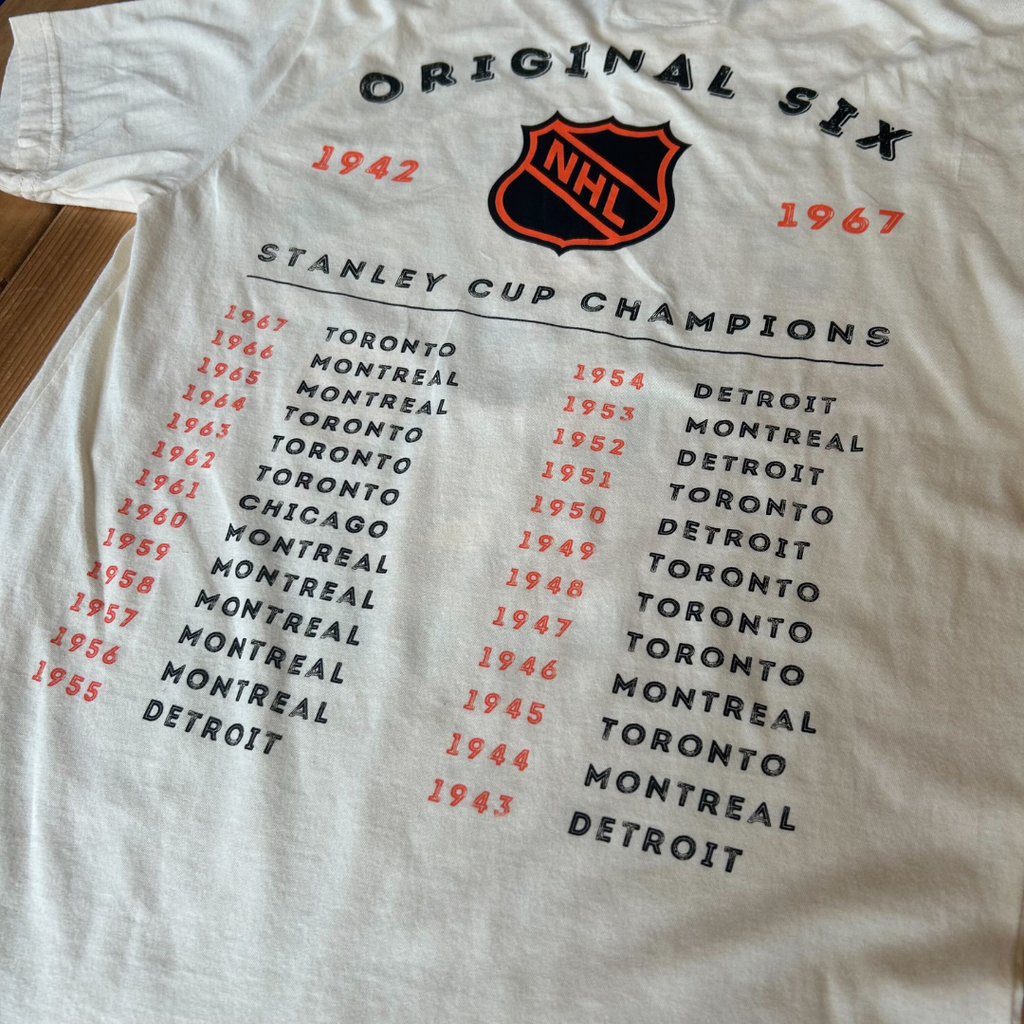 ORIGINAL SIX
1942 NHL 1967
STANLEY CUP CHAMPIONS
1967 TORONTO
1966 MONTREAL
1965 MONTREAL
1964 TORONTO
1963 TORONTO
1962 TORONTO
1961 CHICAGO
1960 MONTREAL
1959 MONTREAL
1958 MONTREAL
1957 MONTREAL
1956 MONTREAL
1955 DETROIT
1954 DETROIT
1953 MONTREAL
1952 DETROIT
1951 TORONTO
1950 DETROIT
1949 TORONTO
1948 TORONTO
1947 TORONTO
1946 MONTREAL
1945 TORONTO
1944 MONTREAL
1943 DETROIT